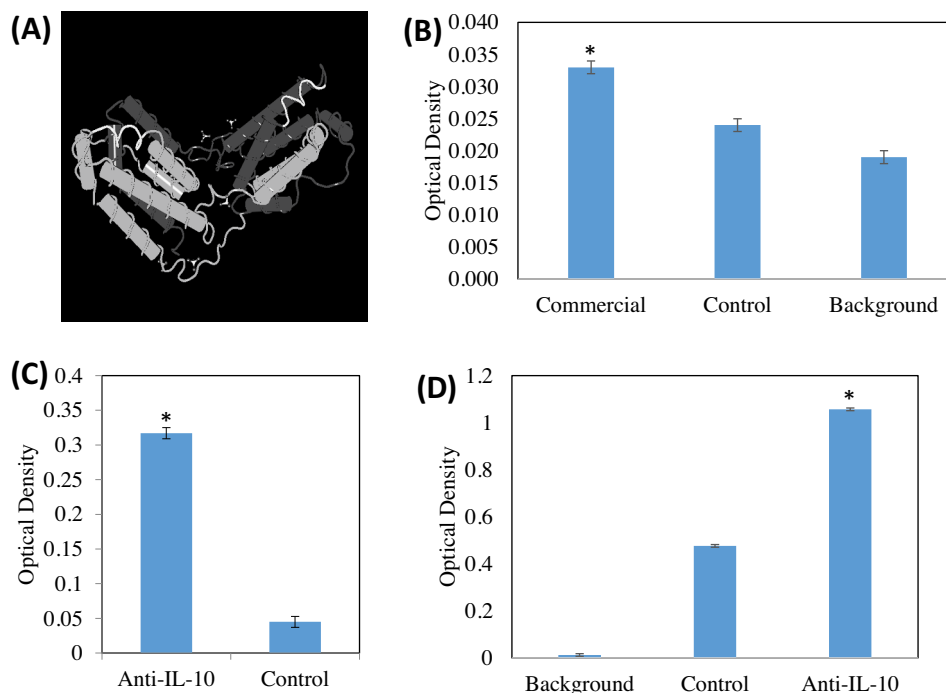 (A)
(B)
Optical Density
0.040
0.035
0.030
0.025
0.020
0.015
0.010
0.005
0.000
*
Commercial Control Background
(C)
Optical Density
0.4
0.35
0.3
0.25
0.2
0.15
0.1
0.05
0
*
Anti-IL-10 Control
(D)
Optical Density
1.2
1
0.8
0.6
0.4
0.2
0
*
Background Control Anti-IL-10